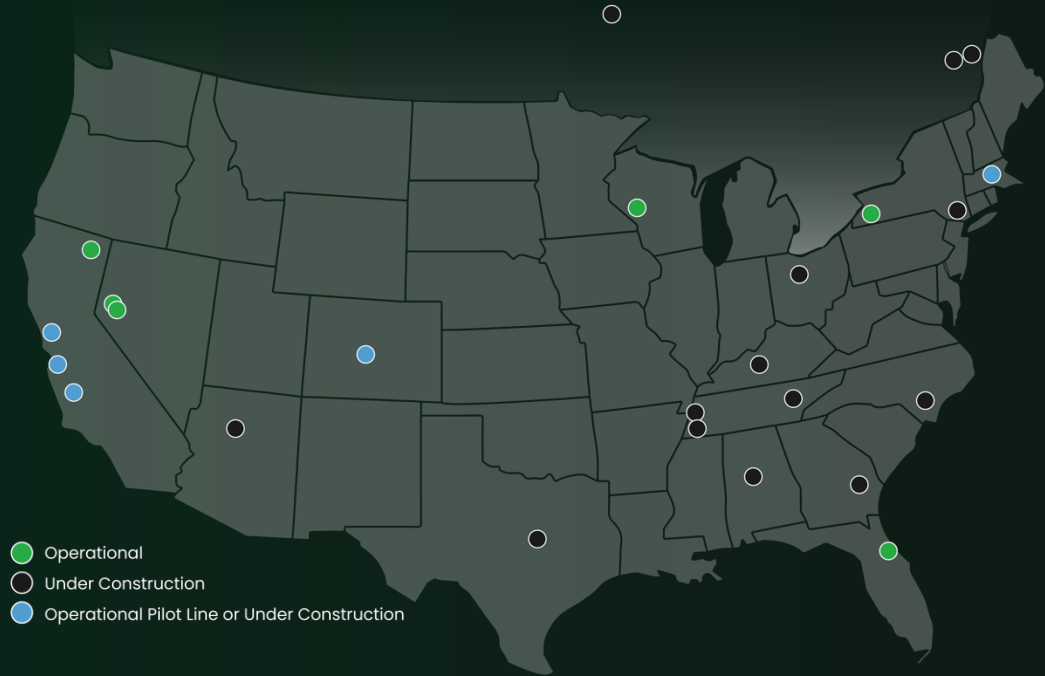 Operational
Under Construction
Operational Pilot Line or Under Construction